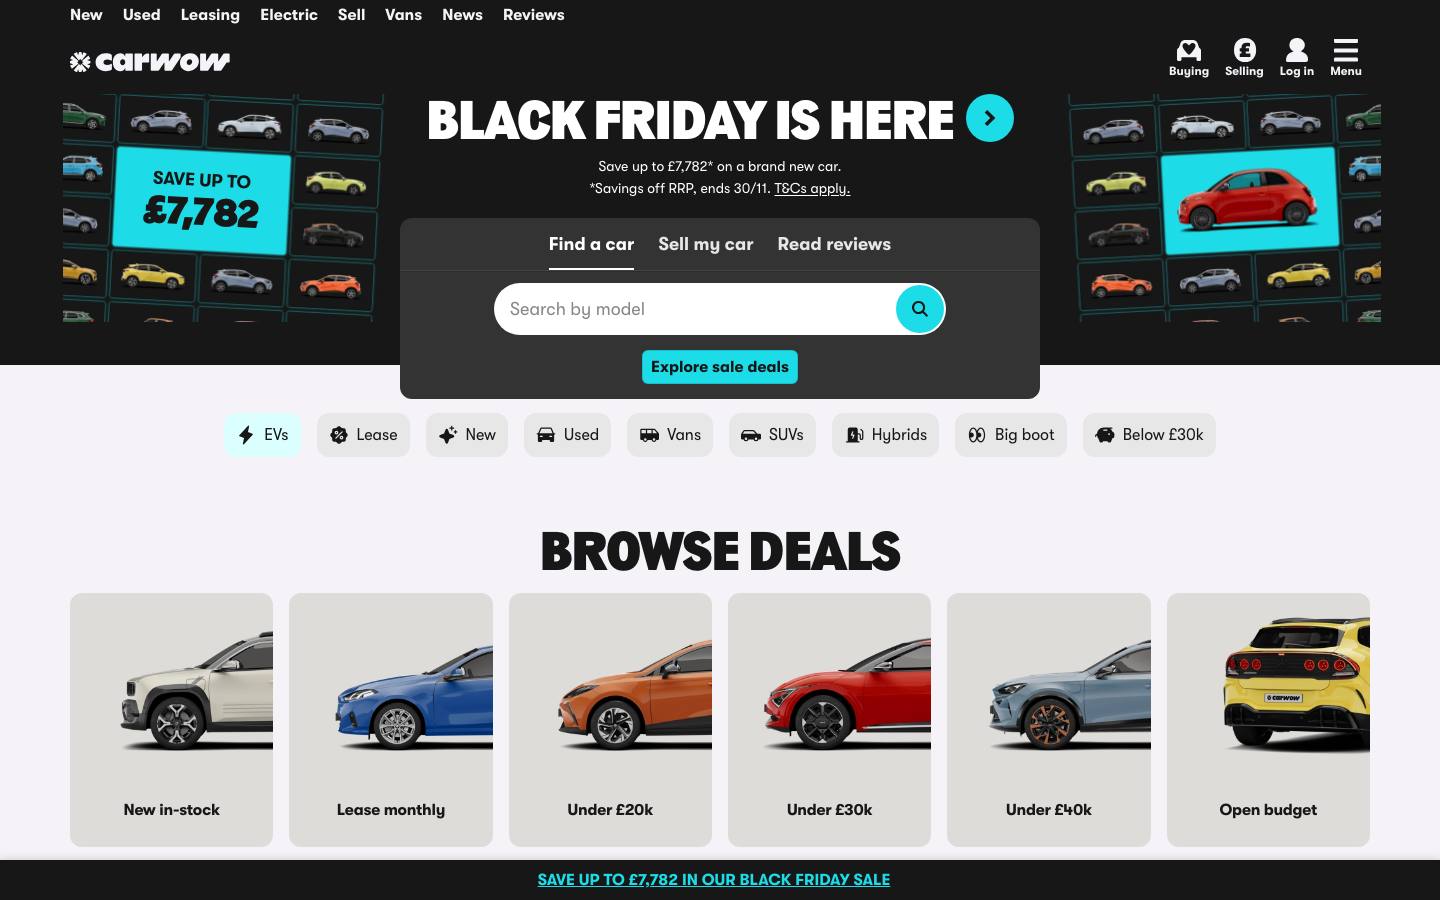 New Used Leasing Electric Sell Vans News Reviews
carwow
Buying Selling Log in Menu
BLACK FRIDAY IS HERE
Save up to £7,782* on a brand new car.
*Savings off RRP, ends 30/11. T&Cs apply.
SAVE UP TO
£7,782
Find a car Sell my car Read reviews
Search by model
Explore sale deals
EVs Lease New Used Vans SUVs Hybrids Big boot Below £30k
BROWSE DEALS
carwow
New in-stock Lease monthly Under £20k Under £30k Under £40k Open budget
SAVE UP TO £7,782 IN OUR BLACK FRIDAY SALE